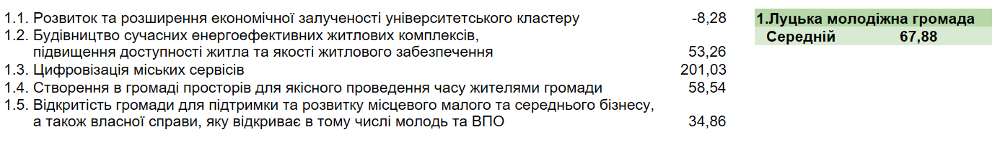 1.1. Розвиток та розширення економічної залученості університетського кластеру -8,28
1.2. Будівництво сучасних енергоефективних житлових комплексів,
підвищення доступності житла та якості житлового забезпечення 53,26
1.3. Цифровізація міських сервісів 201,03
1.4. Створення в громаді просторів для якісного проведення часу жителями громади 58,54
1.5. Відкритість громади для підтримки та розвитку місцевого малого та середнього бізнесу,
а також власної справи, яку відкриває в тому числі молодь та ВПО 34,86
1.Луцька молодіжна громада
Середній 67,88